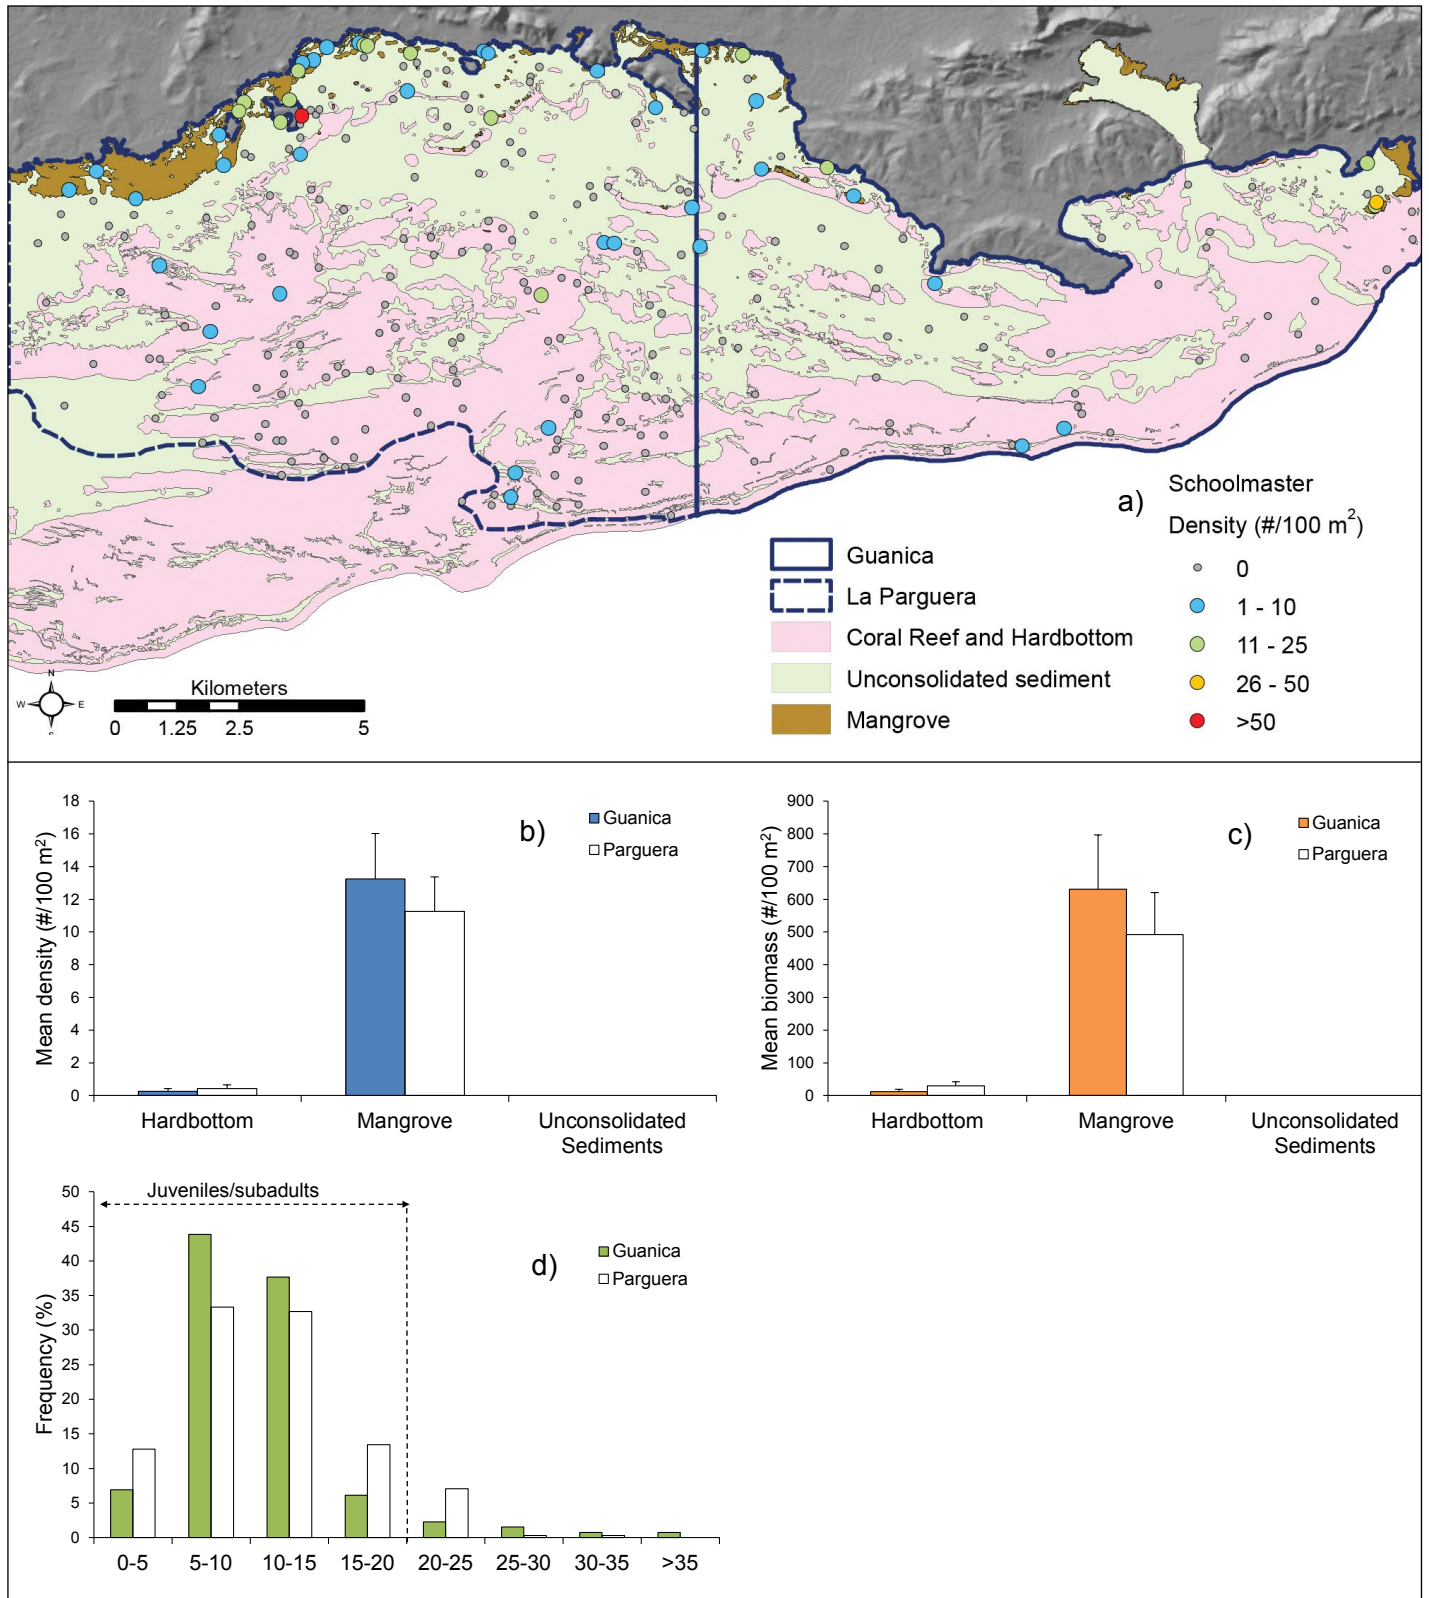 a)
Schoolmaster
Density (#/100 m²)
0
1 - 10
11 - 25
26 - 50
>50
Guanica
La Parguera
Coral Reef and Hardbottom
Unconsolidated sediment
Mangrove
N
W E
Kilometers
0 1.25 2.5 5
b)
Guanica
Parguera
Mean density (#/100 m²)
18
16
14
12
10
8
6
4
2
0
Hardbottom Mangrove Unconsolidated
Sediments
c)
Guanica
Parguera
Mean biomass (#/100 m²)
900
800
700
600
500
400
300
200
100
0
Hardbottom Mangrove Unconsolidated
Sediments
d)
Juveniles/subadults
Guanica
Parguera
Frequency (%)
50
45
40
35
30
25
20
15
10
5
0
0-5 5-10 10-15 15-20 20-25 25-30 30-35 >35